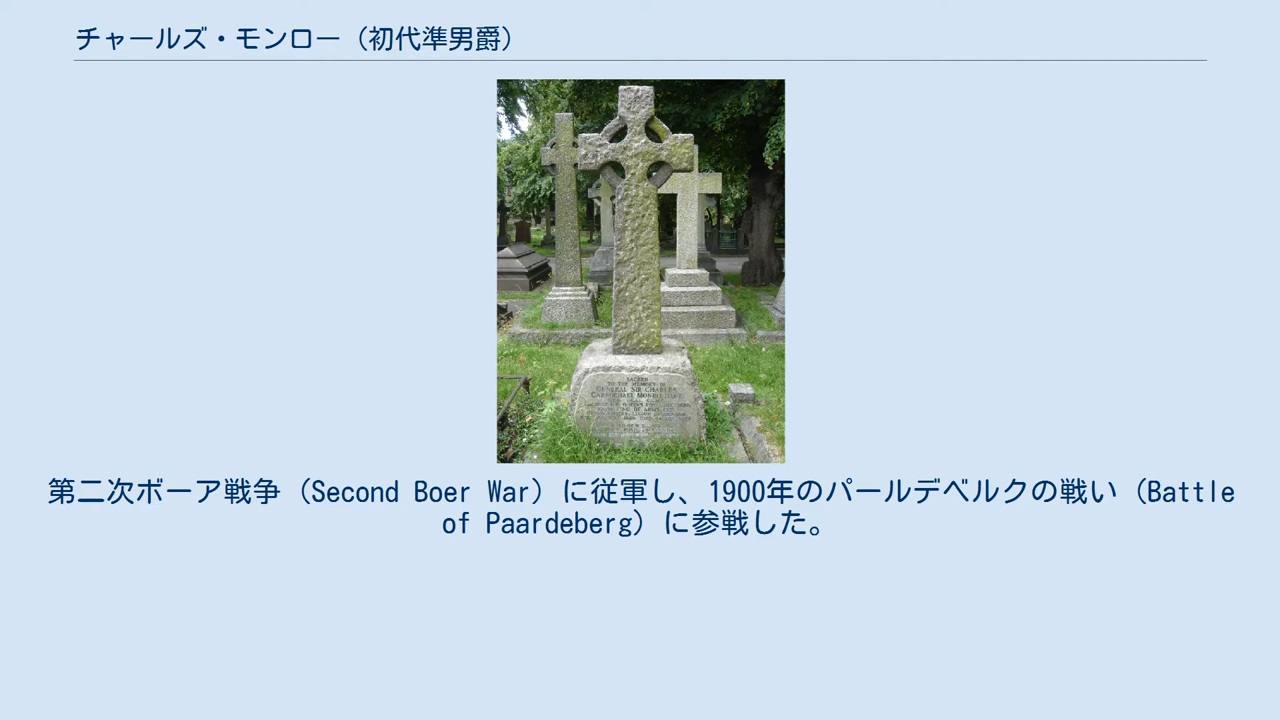 チャールズ・モンロー（初代準男爵）
SACRED
TO THE MEMORY OF
GENERAL SIR CHARLES
CARMICHAEL MONRO
第二次ボーア戦争（Second Boer War）に従軍し、1900年のパールデベルクの戦い（Battle
of Paardeberg）に参戦した。